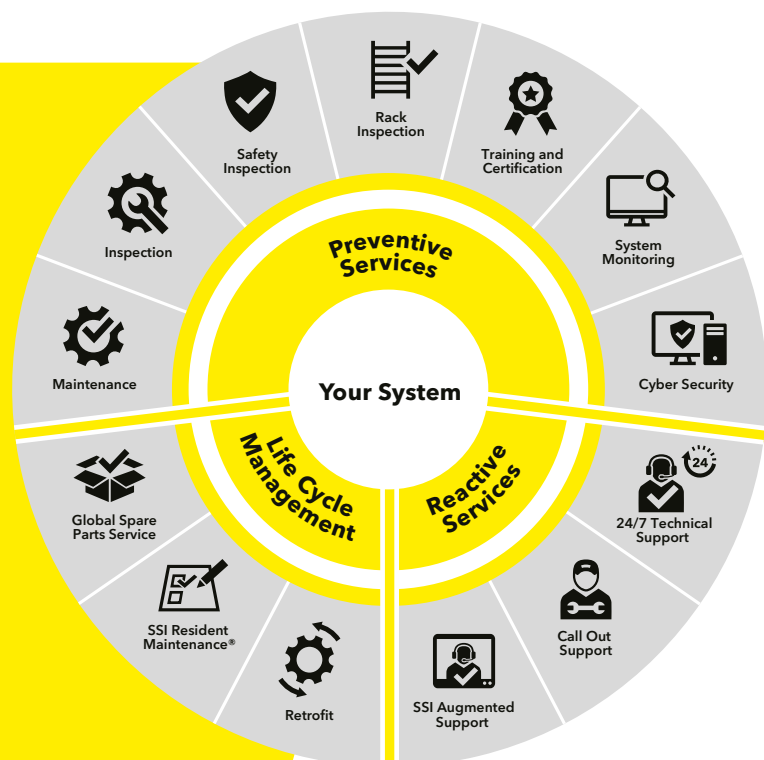 Rack
Inspection
Safety
Inspection
Training and
Certification
Inspection
System
Monitoring
Maintenance
Cyber Security
Preventive
Services
Your System
Life Cycle
Management
Reactive
Services
Global Spare
Parts Service
24
24/7 Technical
Support
SSI Resident
Maintenance®
Call Out
Support
Retrofit
SSI Augmented
Support